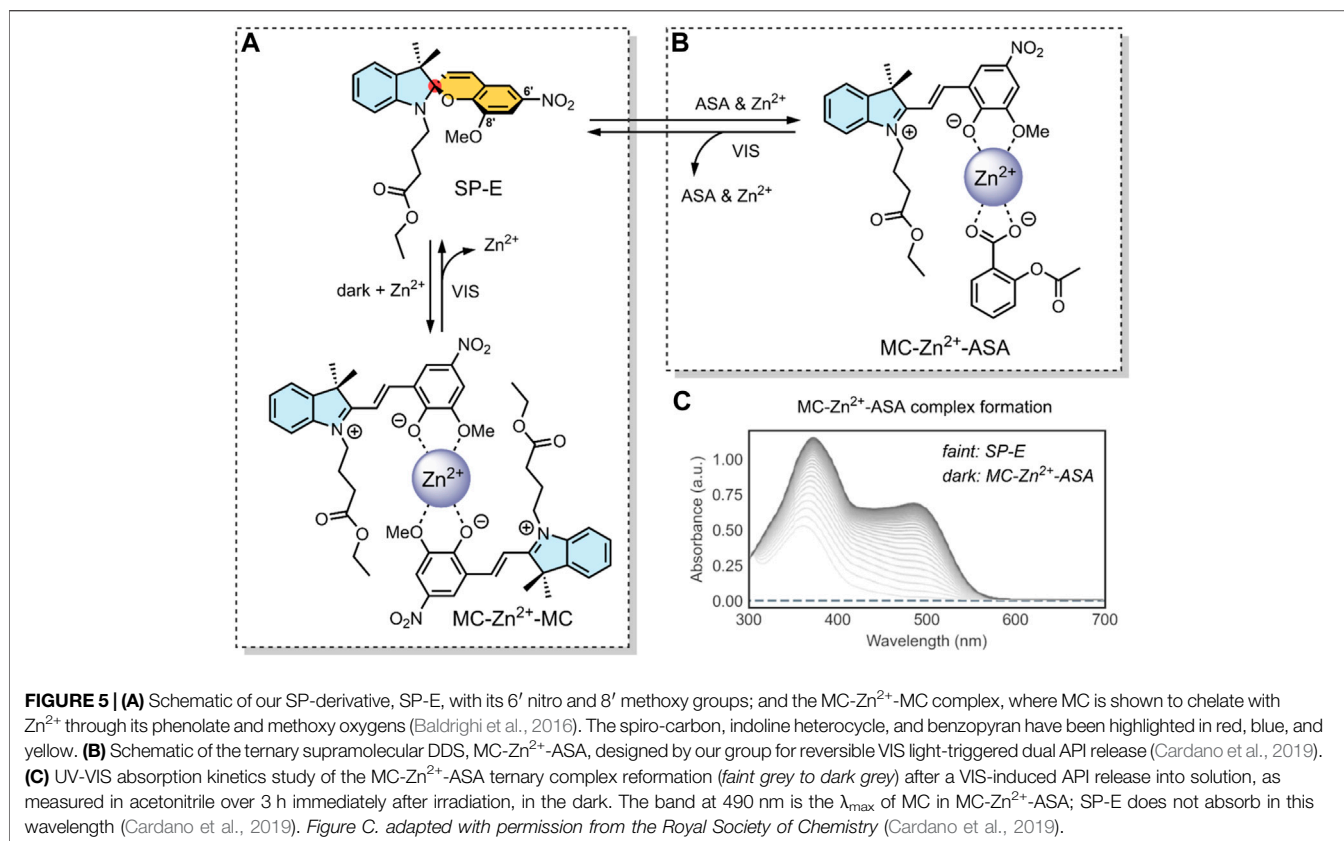 A
6'
NO₂
8'
N
O
MeO
O
O
SP-E
dark + Zn²⁺
VIS
Zn²⁺
NO₂
N
⊕
⊖
O
OMe
O
O
O
O
Zn²⁺
MeO
O
⊖
⊕
N
O₂N
MC-Zn²⁺-MC
ASA & Zn²⁺
VIS
ASA & Zn²⁺
B
NO₂
N
⊕
⊖
O
OMe
Zn²⁺
O
O
O
O
⊖
O
O
MC-Zn²⁺-ASA
C
MC-Zn²⁺-ASA complex formation
faint: SP-E
dark: MC-Zn²⁺-ASA
Absorbance (a.u.)
1.00
0.75
0.50
0.25
0.00
300 400 500 600 700
Wavelength (nm)
FIGURE 5 | (A) Schematic of our SP-derivative, SP-E, with its 6′ nitro and 8′ methoxy groups; and the MC-Zn²⁺-MC complex, where MC is shown to chelate with
Zn²⁺ through its phenolate and methoxy oxygens (Baldrighi et al., 2016). The spiro-carbon, indoline heterocycle, and benzopyran have been highlighted in red, blue, and
yellow. (B) Schematic of the ternary supramolecular DDS, MC-Zn²⁺-ASA, designed by our group for reversible VIS light-triggered dual API release (Cardano et al., 2019).
(C) UV-VIS absorption kinetics study of the MC-Zn²⁺-ASA ternary complex reformation (faint grey to dark grey) after a VIS-induced API release into solution, as
measured in acetonitrile over 3 h immediately after irradiation, in the dark. The band at 490 nm is the λmax of MC in MC-Zn²⁺-ASA; SP-E does not absorb in this
wavelength (Cardano et al., 2019). Figure C. adapted with permission from the Royal Society of Chemistry (Cardano et al., 2019).